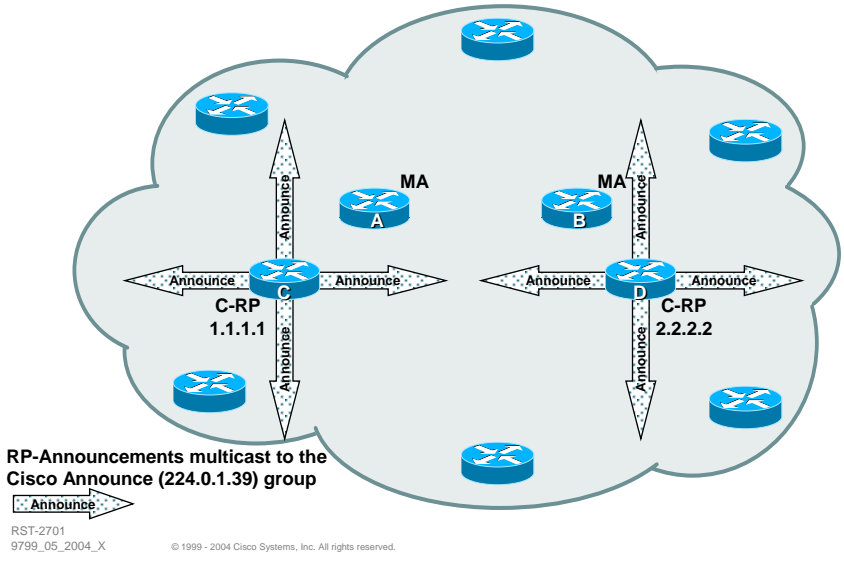 MA
MA
A
B
Announce
Announce
Announce
C
Announce
Announce
D
Announce
C-RP
1.1.1.1
C-RP
2.2.2.2
Announce
Announce
RP-Announcements multicast to the
Cisco Announce (224.0.1.39) group
Announce
RST-2701
9799_05_2004_X
© 1999 - 2004 Cisco Systems, Inc. All rights reserved.